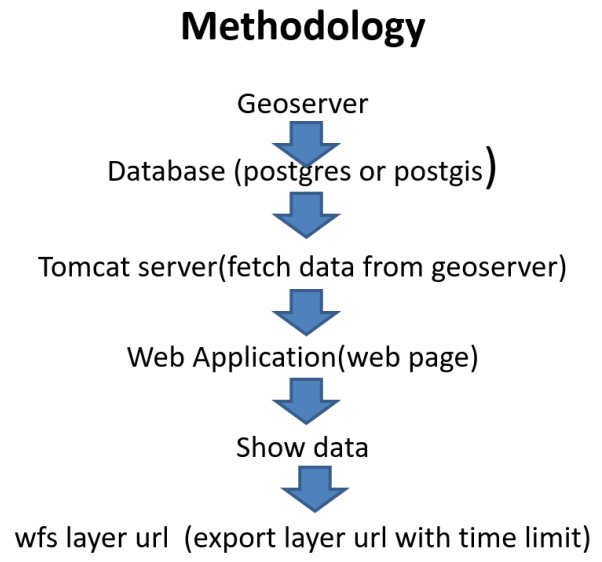 Methodology
Geoserver
Database (postgres or postgis)
Tomcat server(fetch data from geoserver)
Web Application(web page)
Show data
wfs layer url  (export layer url with time limit)